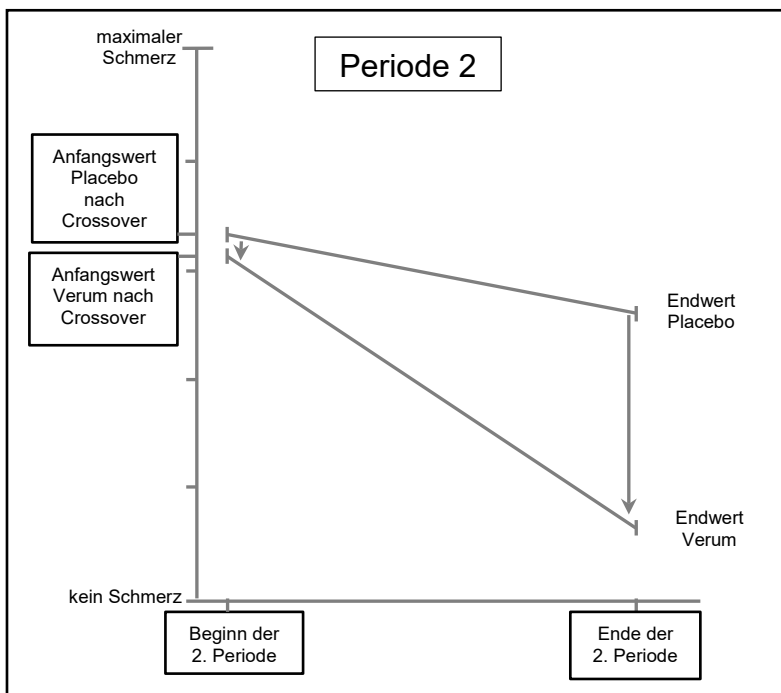 maximaler
Schmerz
Periode 2
Anfangswert
Placebo
nach
Crossover
Anfangswert
Verum nach
Crossover
Endwert
Placebo
Endwert
Verum
kein Schmerz
Beginn der
2. Periode
Ende der
2. Periode